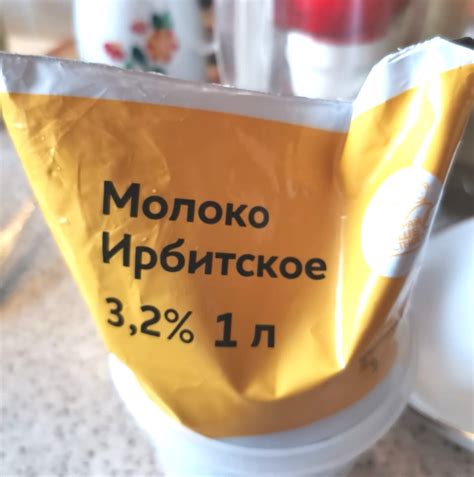 Молоко
Ирбитское
3,2% 1 л